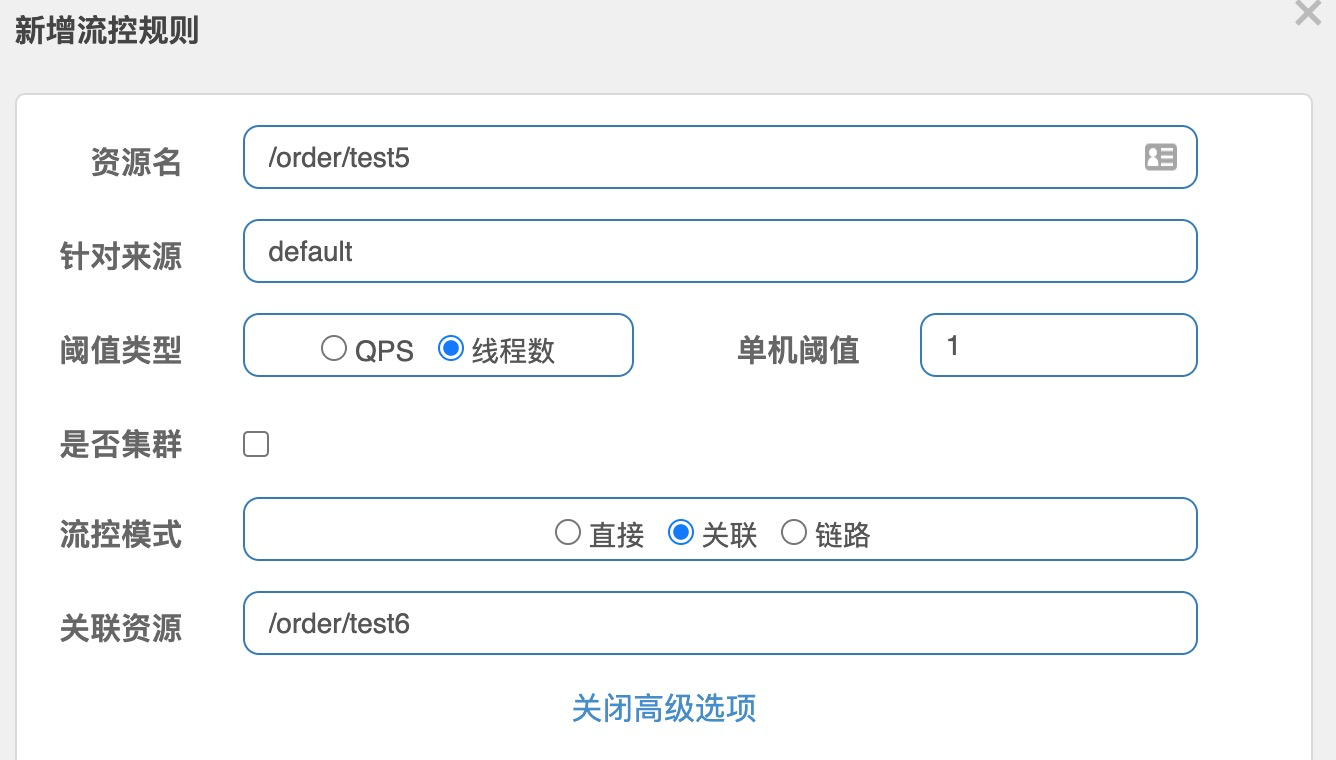 新增流控规则
资源名 /order/test5
针对来源 default
阈值类型 QPS 线程数 单机阈值 1
是否集群
流控模式 直接 关联 链路
关联资源 /order/test6
关闭高级选项